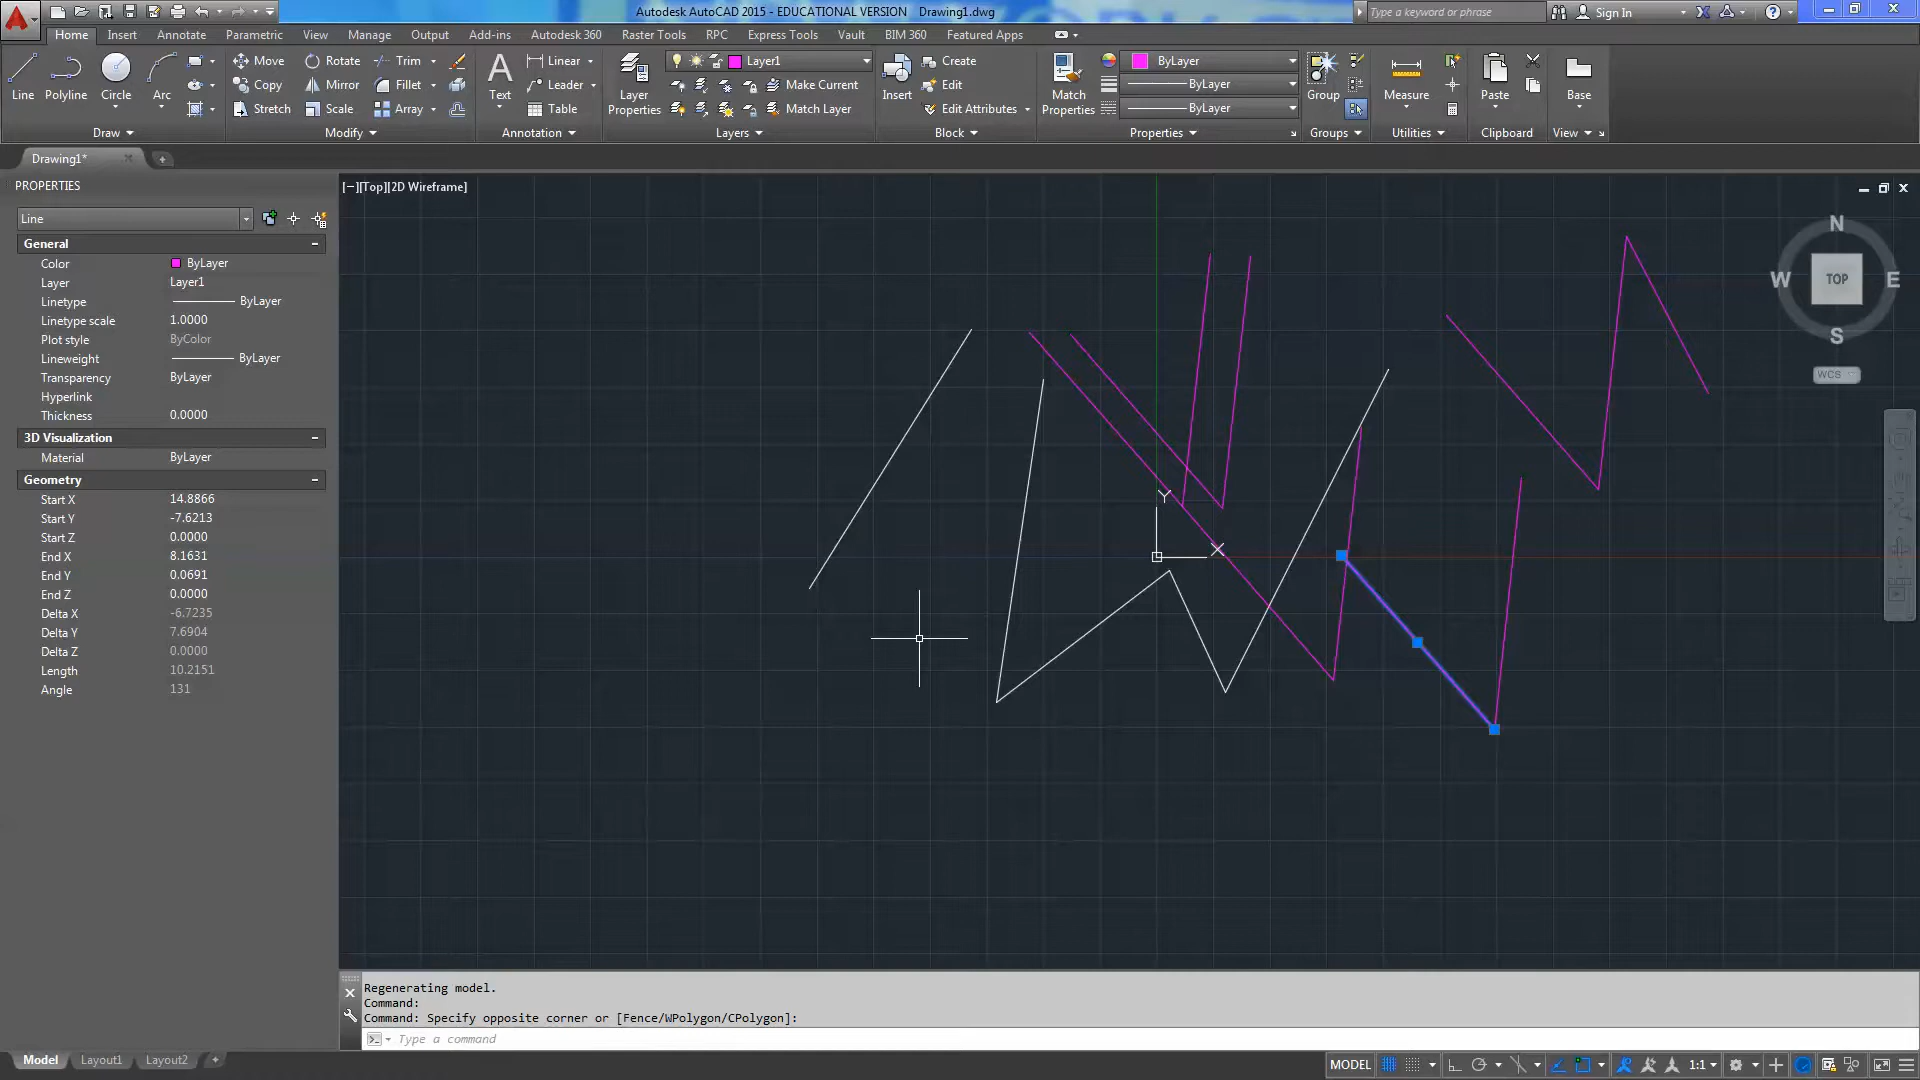 Autodesk AutoCAD 2015 - EDUCATIONAL VERSION Drawing1.dwg
Type a keyword or phrase
Sign In
Home Insert Annotate Parametric View Manage Output Add-ins Autodesk 360 Raster Tools RPC Express Tools Vault BIM 360 Featured Apps
Line Polyline Circle Arc
Move Rotate Trim
Copy Mirror Fillet
Stretch Scale Array
Text
Linear
Leader
Table
Layer Properties
Layer1
Make Current
Match Layer
Insert
Create
Edit
Edit Attributes
Match Properties
ByLayer
ByLayer
ByLayer
Group
Measure
Paste
Base
Draw Modify Annotation Layers Block Properties Groups Utilities Clipboard View
Drawing1*
PROPERTIES
Line
General
Color ByLayer
Layer Layer1
Linetype ByLayer
Linetype scale 1.0000
Plot style ByColor
Lineweight ByLayer
Transparency ByLayer
Hyperlink
Thickness 0.0000
3D Visualization
Material ByLayer
Geometry
Start X 14.8866
Start Y -7.6213
Start Z 0.0000
End X 8.1631
End Y 0.0691
End Z 0.0000
Delta X -6.7235
Delta Y 7.6904
Delta Z 0.0000
Length 10.2151
Angle 131
[−][Top][2D Wireframe]
N
W TOP E
S
WCS
Y
X
Regenerating model.
Command:
Command: Specify opposite corner or [Fence/WPolygon/CPolygon]:
Type a command
Model Layout1 Layout2
MODEL 1:1